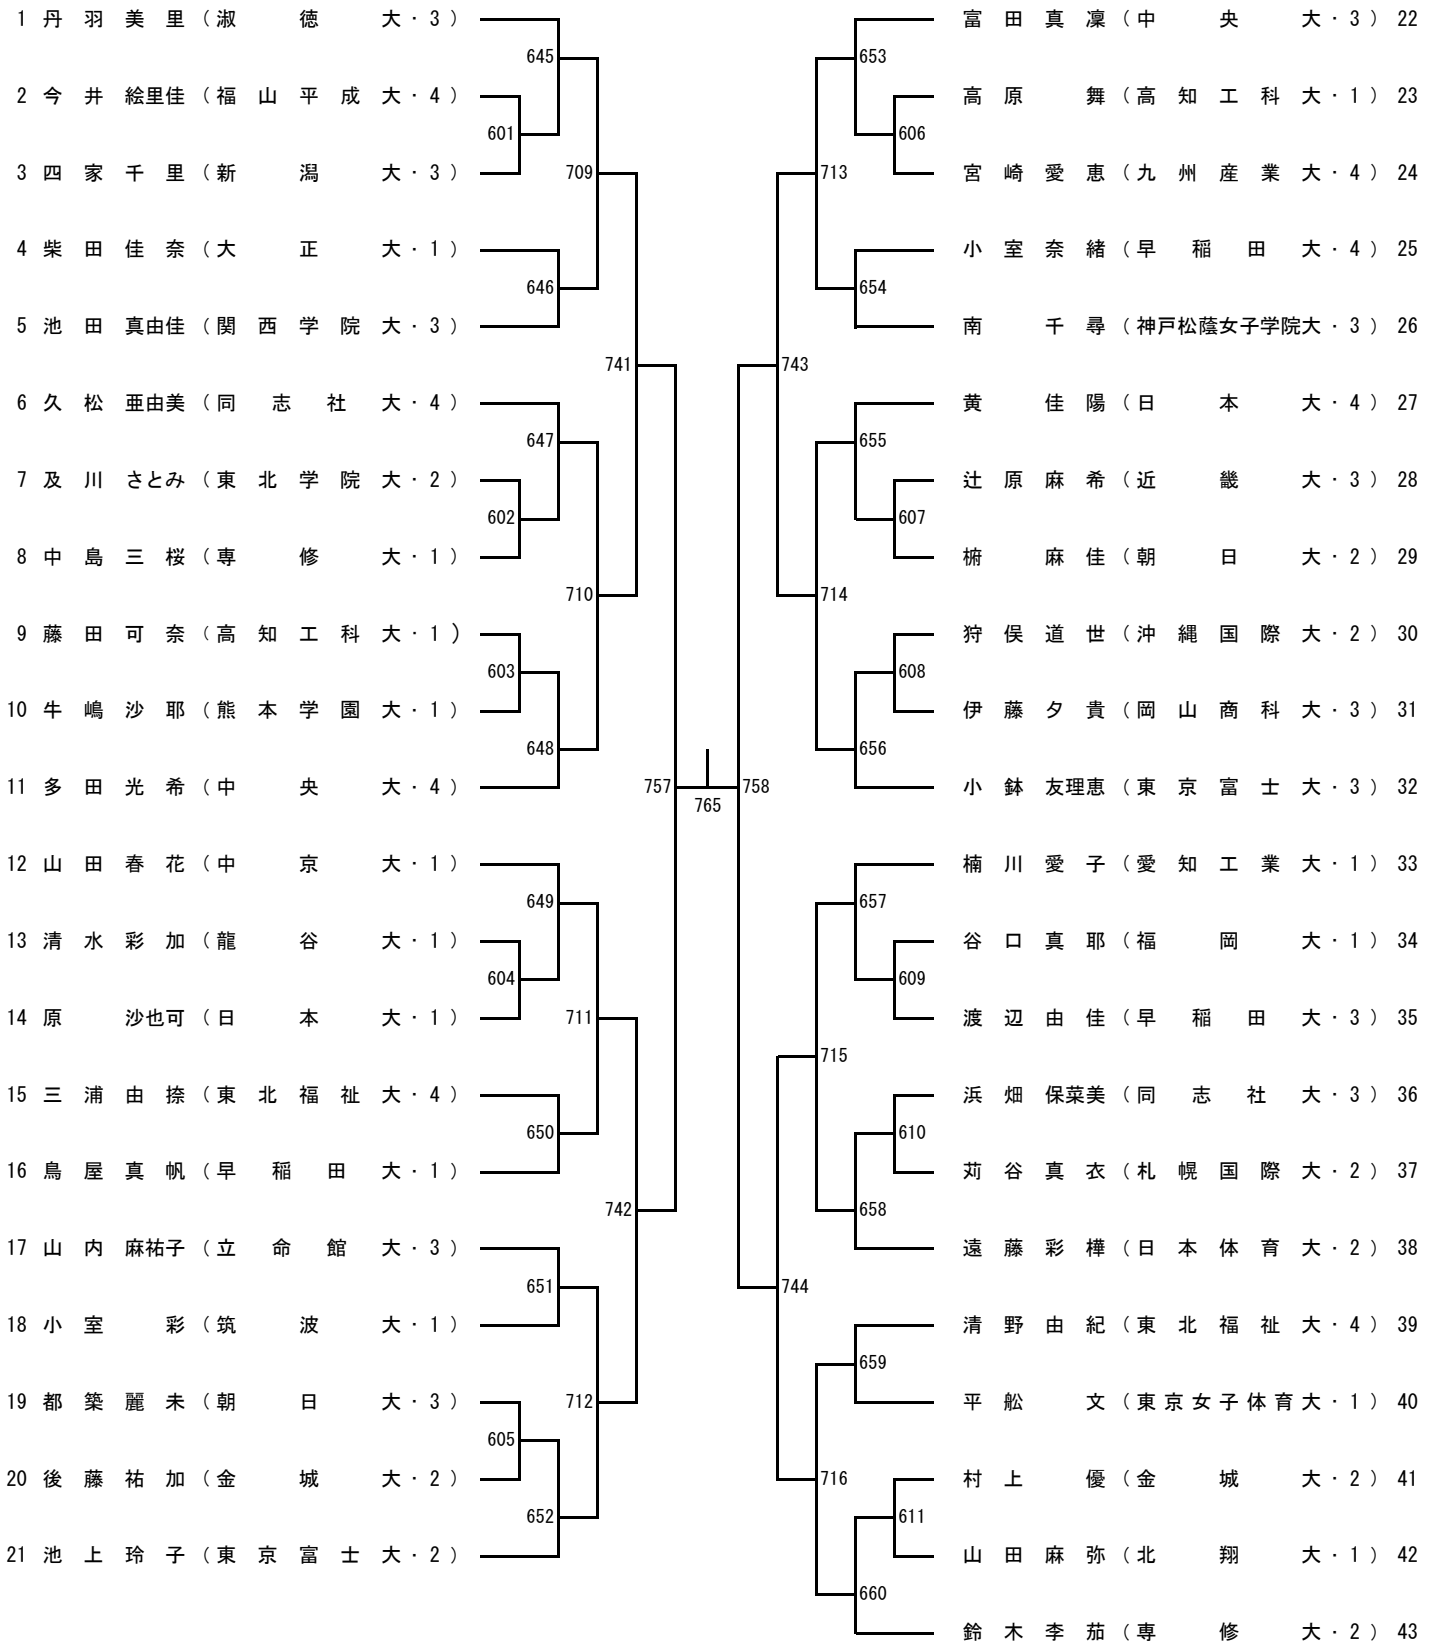 1 丹羽美里（淑徳大・3）
645
2 今井絵里佳（福山平成大・4）
601
3 四家千里（新潟大・3）
709
4 柴田佳奈（大正大・1）
646
5 池田真由佳（関西学院大・3）
741
6 久松亜由美（同志社大・4）
647
7 及川さとみ（東北学院大・2）
602
8 中島三桜（専修大・1）
710
9 藤田可奈（高知工科大・1）
603
10 牛嶋沙耶（熊本学園大・1）
648
11 多田光希（中央大・4）
757
765
12 山田春花（中京大・1）
649
13 清水彩加（龍谷大・1）
604
14 原沙也可（日本大・1）
711
15 三浦由捺（東北福祉大・4）
650
16 鳥屋真帆（早稲田大・1）
742
17 山内麻祐子（立命館大・3）
651
18 小室彩（筑波大・1）
19 都築麗未（朝日大・3）
712
605
20 後藤祐加（金城大・2）
652
21 池上玲子（東京富士大・2）
富田真凜（中央大・3）22
653
高原舞（高知工科大・1）23
606
宮崎愛恵（九州産業大・4）24
713
小室奈緒（早稲田大・4）25
654
南千尋（神戸松蔭女子学院大・3）26
743
黄佳陽（日本大・4）27
655
辻原麻希（近畿大・3）28
607
椨麻佳（朝日大・2）29
714
狩俣道世（沖縄国際大・2）30
608
伊藤夕貴（岡山商科大・3）31
656
小鉢友理恵（東京富士大・3）32
758
楠川愛子（愛知工業大・1）33
657
谷口真耶（福岡大・1）34
609
渡辺由佳（早稲田大・3）35
715
浜畑保菜美（同志社大・3）36
610
苅谷真衣（札幌国際大・2）37
658
遠藤彩樺（日本体育大・2）38
744
清野由紀（東北福祉大・4）39
659
平舩文（東京女子体育大・1）40
716
村上優（金城大・2）41
611
山田麻弥（北翔大・1）42
660
鈴木李茄（専修大・2）43